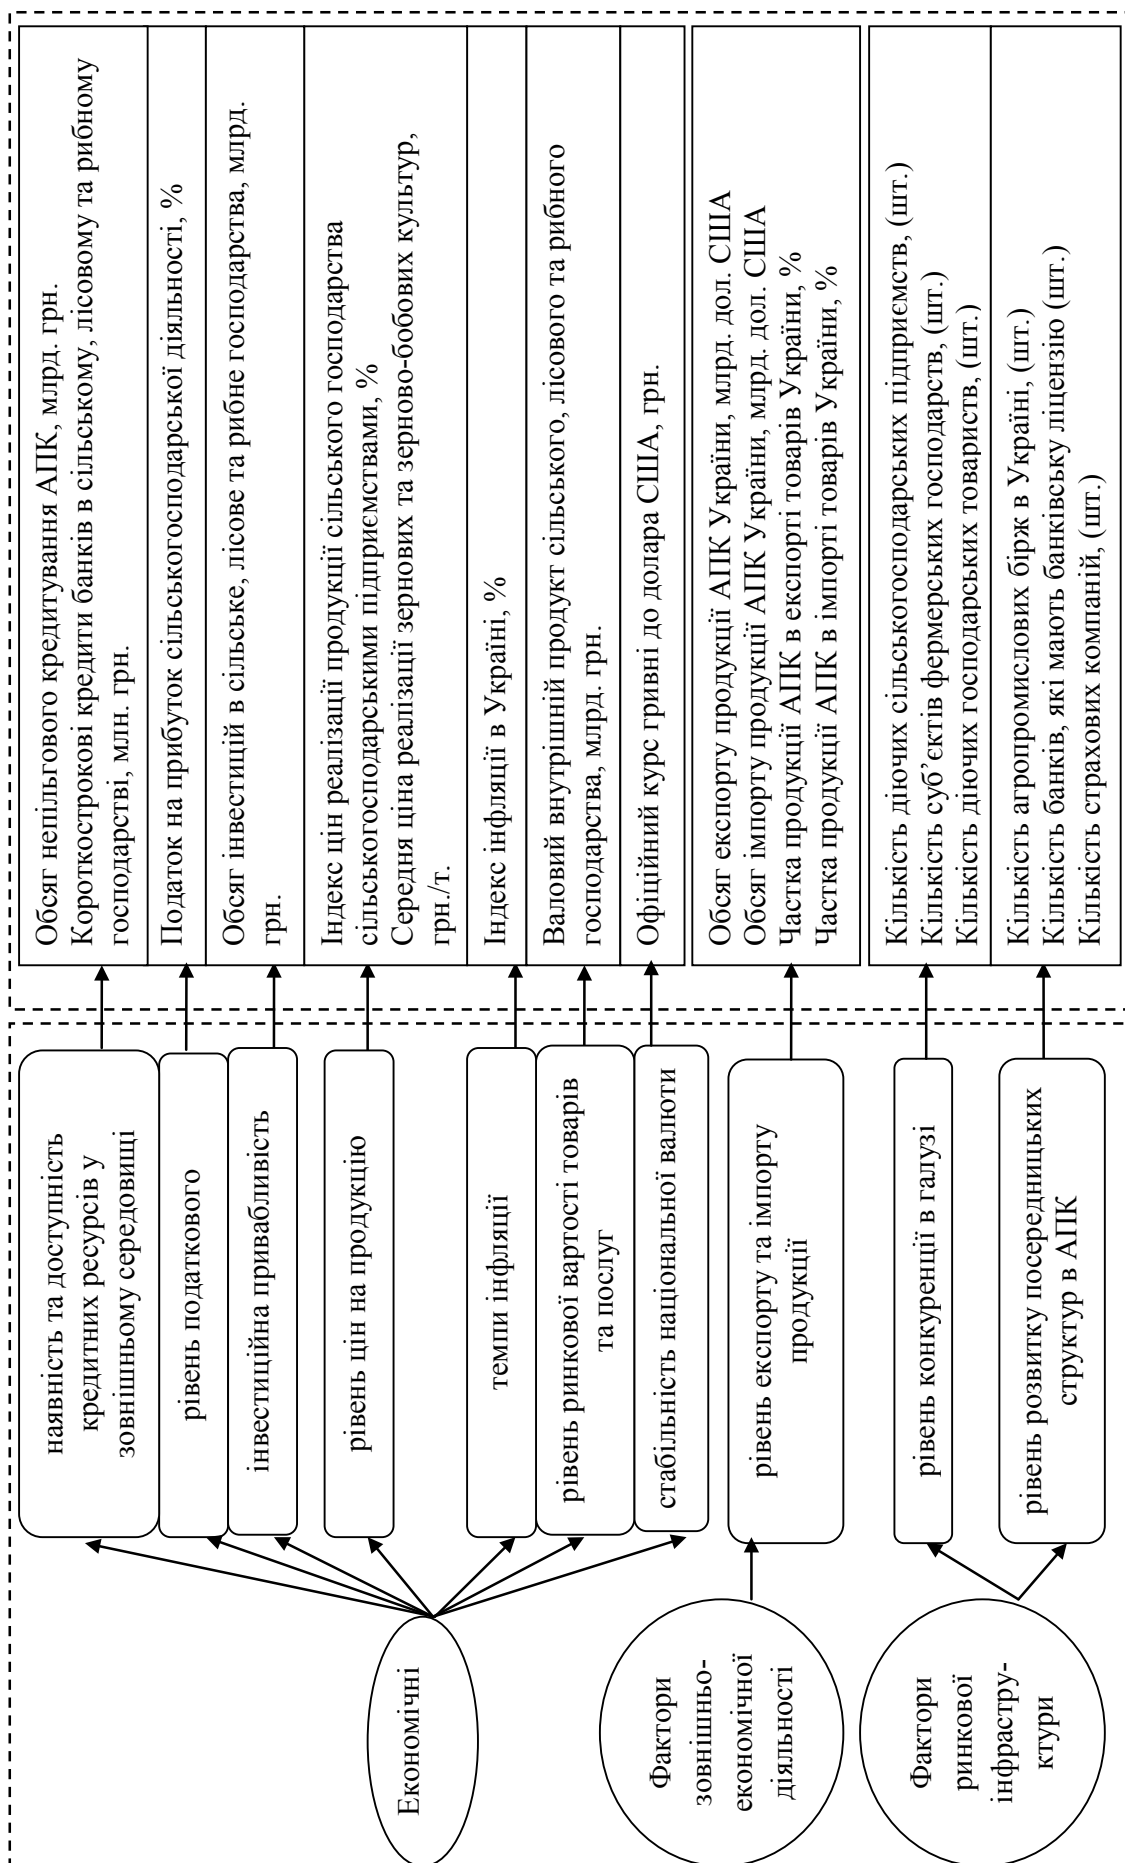 Економічні
Фактори
зовнішньо-
економічної
діяльності
Фактори
ринкової
інфрастру-
ктури
наявність та доступність
кредитних ресурсів у
зовнішньому середовищі
рівень податкового
інвестиційна привабливість
рівень цін на продукцію
темпи інфляції
рівень ринкової вартості товарів
та послуг
стабільність національної валюти
рівень експорту та імпорту
продукції
рівень конкуренції в галузі
рівень розвитку посередницьких
структур в АПК
Обсяг непільгового кредитування АПК, млрд. грн.
Короткострокові кредити банків в сільському, лісовому та рибному
господарстві, млн. грн.
Податок на прибуток сільськогосподарської діяльності, %
Обсяг інвестицій в сільське, лісове та рибне господарства, млрд.
грн.
Індекс цін реалізації продукції сільського господарства
сільськогосподарськими підприємствами, %
Середня ціна реалізації зернових та зерново-бобових культур,
грн./т.
Індекс інфляції в Україні, %
Валовий внутрішній продукт сільського, лісового та рибного
господарства, млрд. грн.
Офіційний курс гривні до долара США, грн.
Обсяг експорту продукції АПК України, млрд. дол. США
Обсяг імпорту продукції АПК України, млрд. дол. США
Частка продукції АПК в експорті товарів України, %
Частка продукції АПК в імпорті товарів України, %
Кількість діючих сільськогосподарських підприємств, (шт.)
Кількість суб’єктів фермерських господарств, (шт.)
Кількість діючих господарських товариств, (шт.)
Кількість агропромислових бірж в Україні, (шт.)
Кількість банків, які мають банківську ліцензію (шт.)
Кількість страхових компаній, (шт.)